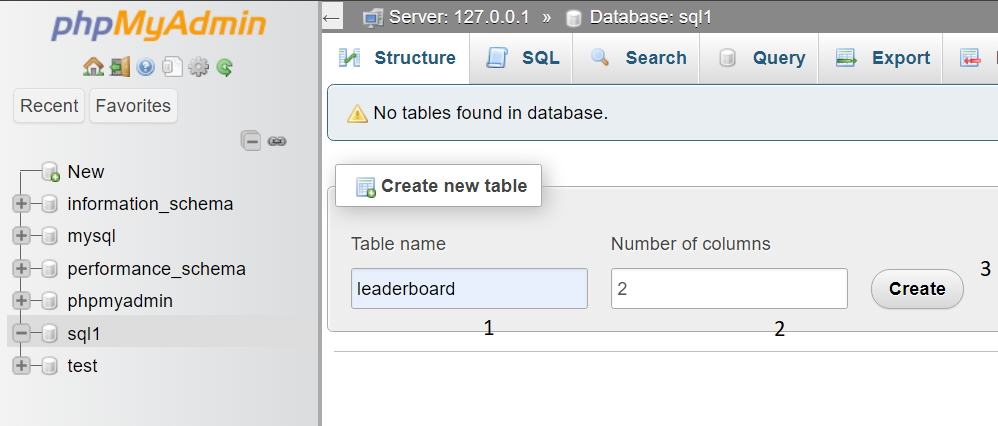 phpMyAdmin
Recent Favorites
New
information_schema
mysql
performance_schema
phpmyadmin
sql1
test
Server: 127.0.0.1 » Database: sql1
Structure SQL Search Query Export
No tables found in database.
Create new table
Table name Number of columns
leaderboard 2 Create 3
1 2